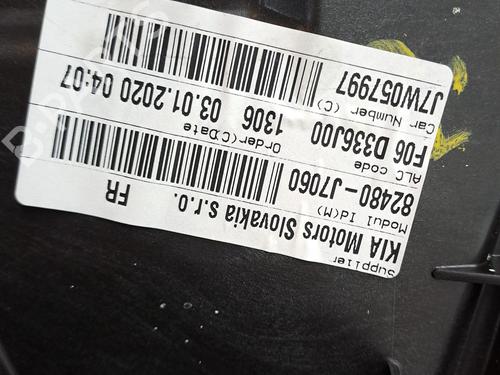 Supplier
KIA Motors Slovakia s.r.o.
FR
Modul Id(M)
82480-J7060
ALC code
F06 D336J00
Order(C)Date
1306 03.01.2020 04:07
Car Number (C)
J7W057997